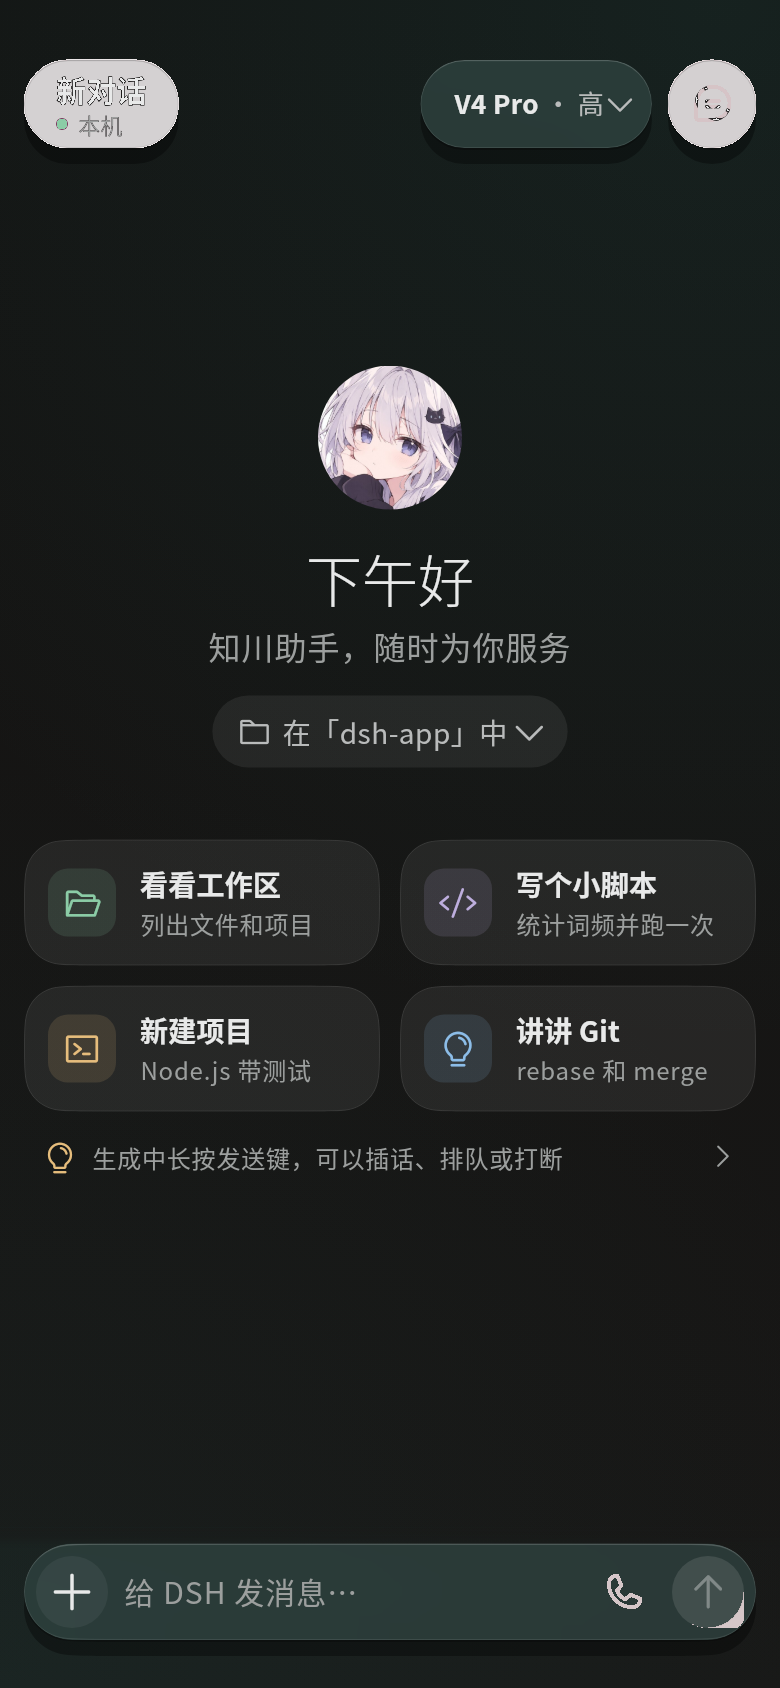 新对话
本机
V4 Pro · 高
下午好
知川助手，随时为你服务
在「dsh-app」中
看看工作区
列出文件和项目
写个小脚本
统计词频并跑一次
新建项目
Node.js 带测试
讲讲 Git
rebase 和 merge
生成中长按发送键，可以插话、排队或打断
给 DSH 发消息…